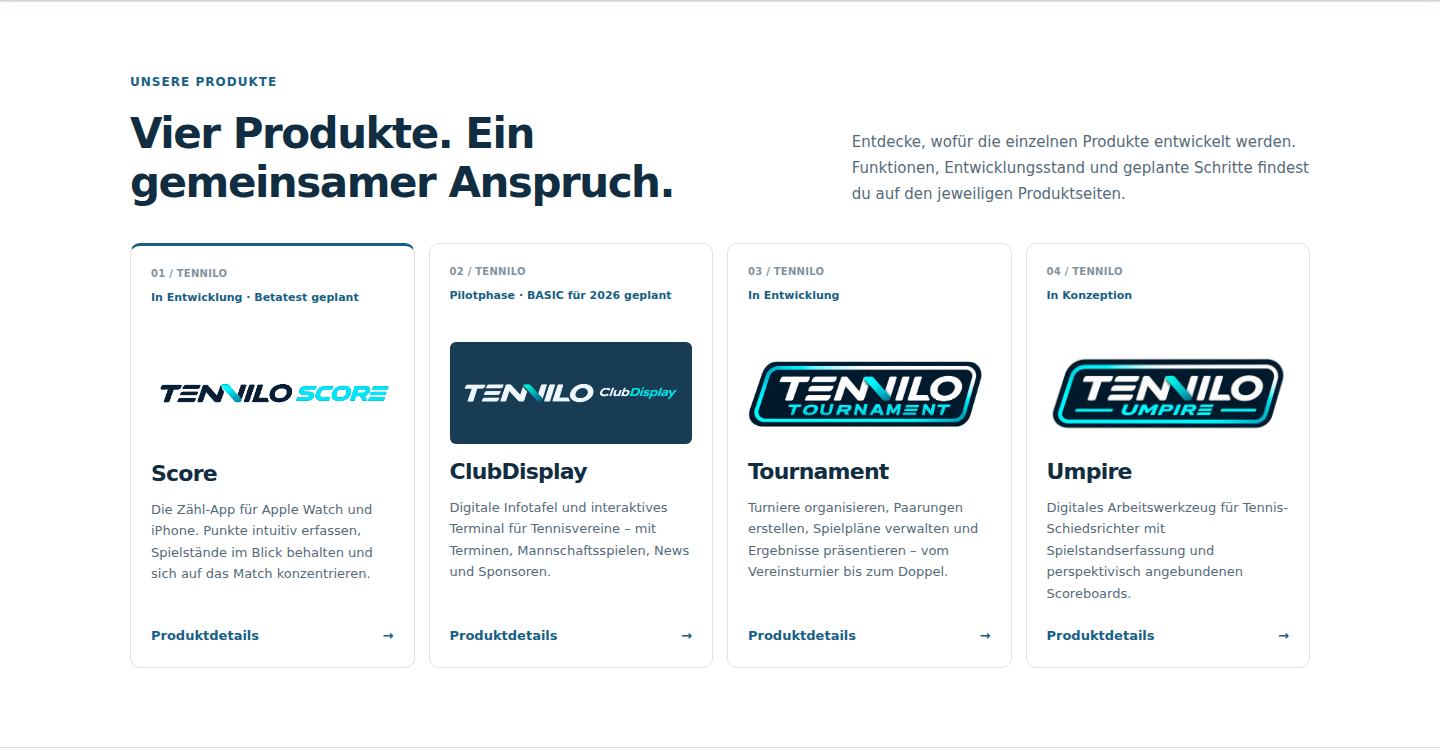 UNSERE PRODUKTE
Vier Produkte. Ein
gemeinsamer Anspruch.
Entdecke, wofür die einzelnen Produkte entwickelt werden.
Funktionen, Entwicklungsstand und geplante Schritte findest
du auf den jeweiligen Produktseiten.
01 / TENNILO
In Entwicklung · Betatest geplant
TENNILO SCORE
Score
Die Zähl-App für Apple Watch und
iPhone. Punkte intuitiv erfassen,
Spielstände im Blick behalten und
sich auf das Match konzentrieren.
Produktdetails →
02 / TENNILO
Pilotphase · BASIC für 2026 geplant
TENNILO ClubDisplay
ClubDisplay
Digitale Infotafel und interaktives
Terminal für Tennisvereine – mit
Terminen, Mannschaftsspielen, News
und Sponsoren.
Produktdetails →
03 / TENNILO
In Entwicklung
TENNILO
TOURNAMENT
Tournament
Turniere organisieren, Paarungen
erstellen, Spielpläne verwalten und
Ergebnisse präsentieren – vom
Vereinsturnier bis zum Doppel.
Produktdetails →
04 / TENNILO
In Konzeption
TENNILO
UMPIRE
Umpire
Digitales Arbeitswerkzeug für Tennis-
Schiedsrichter mit
Spielstandserfassung und
perspektivisch angebundenen
Scoreboards.
Produktdetails →